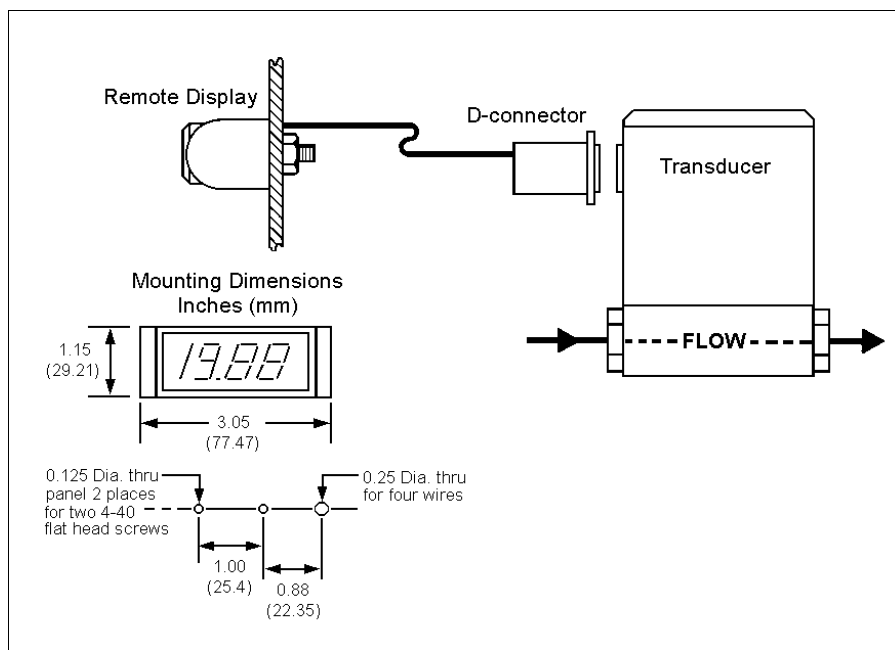 Remote Display
D-connector
Transducer
Mounting Dimensions
Inches (mm)
1.15
(29.21)
19.88
FLOW
3.05
(77.47)
0.125 Dia. thru
panel 2 places
for two 4-40
flat head screws
0.25 Dia. thru
for four wires
1.00
(25.4)
0.88
(22.35)